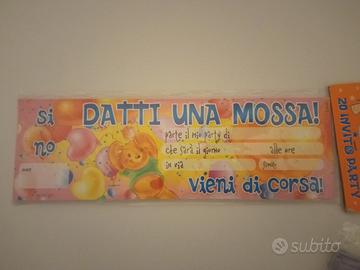 si
no
DATTI UNA MOSSA!
parte il mio party di
che sarà il giorno alle ore
in via
vieni di corsa!
20 INVITO PARTY
subito